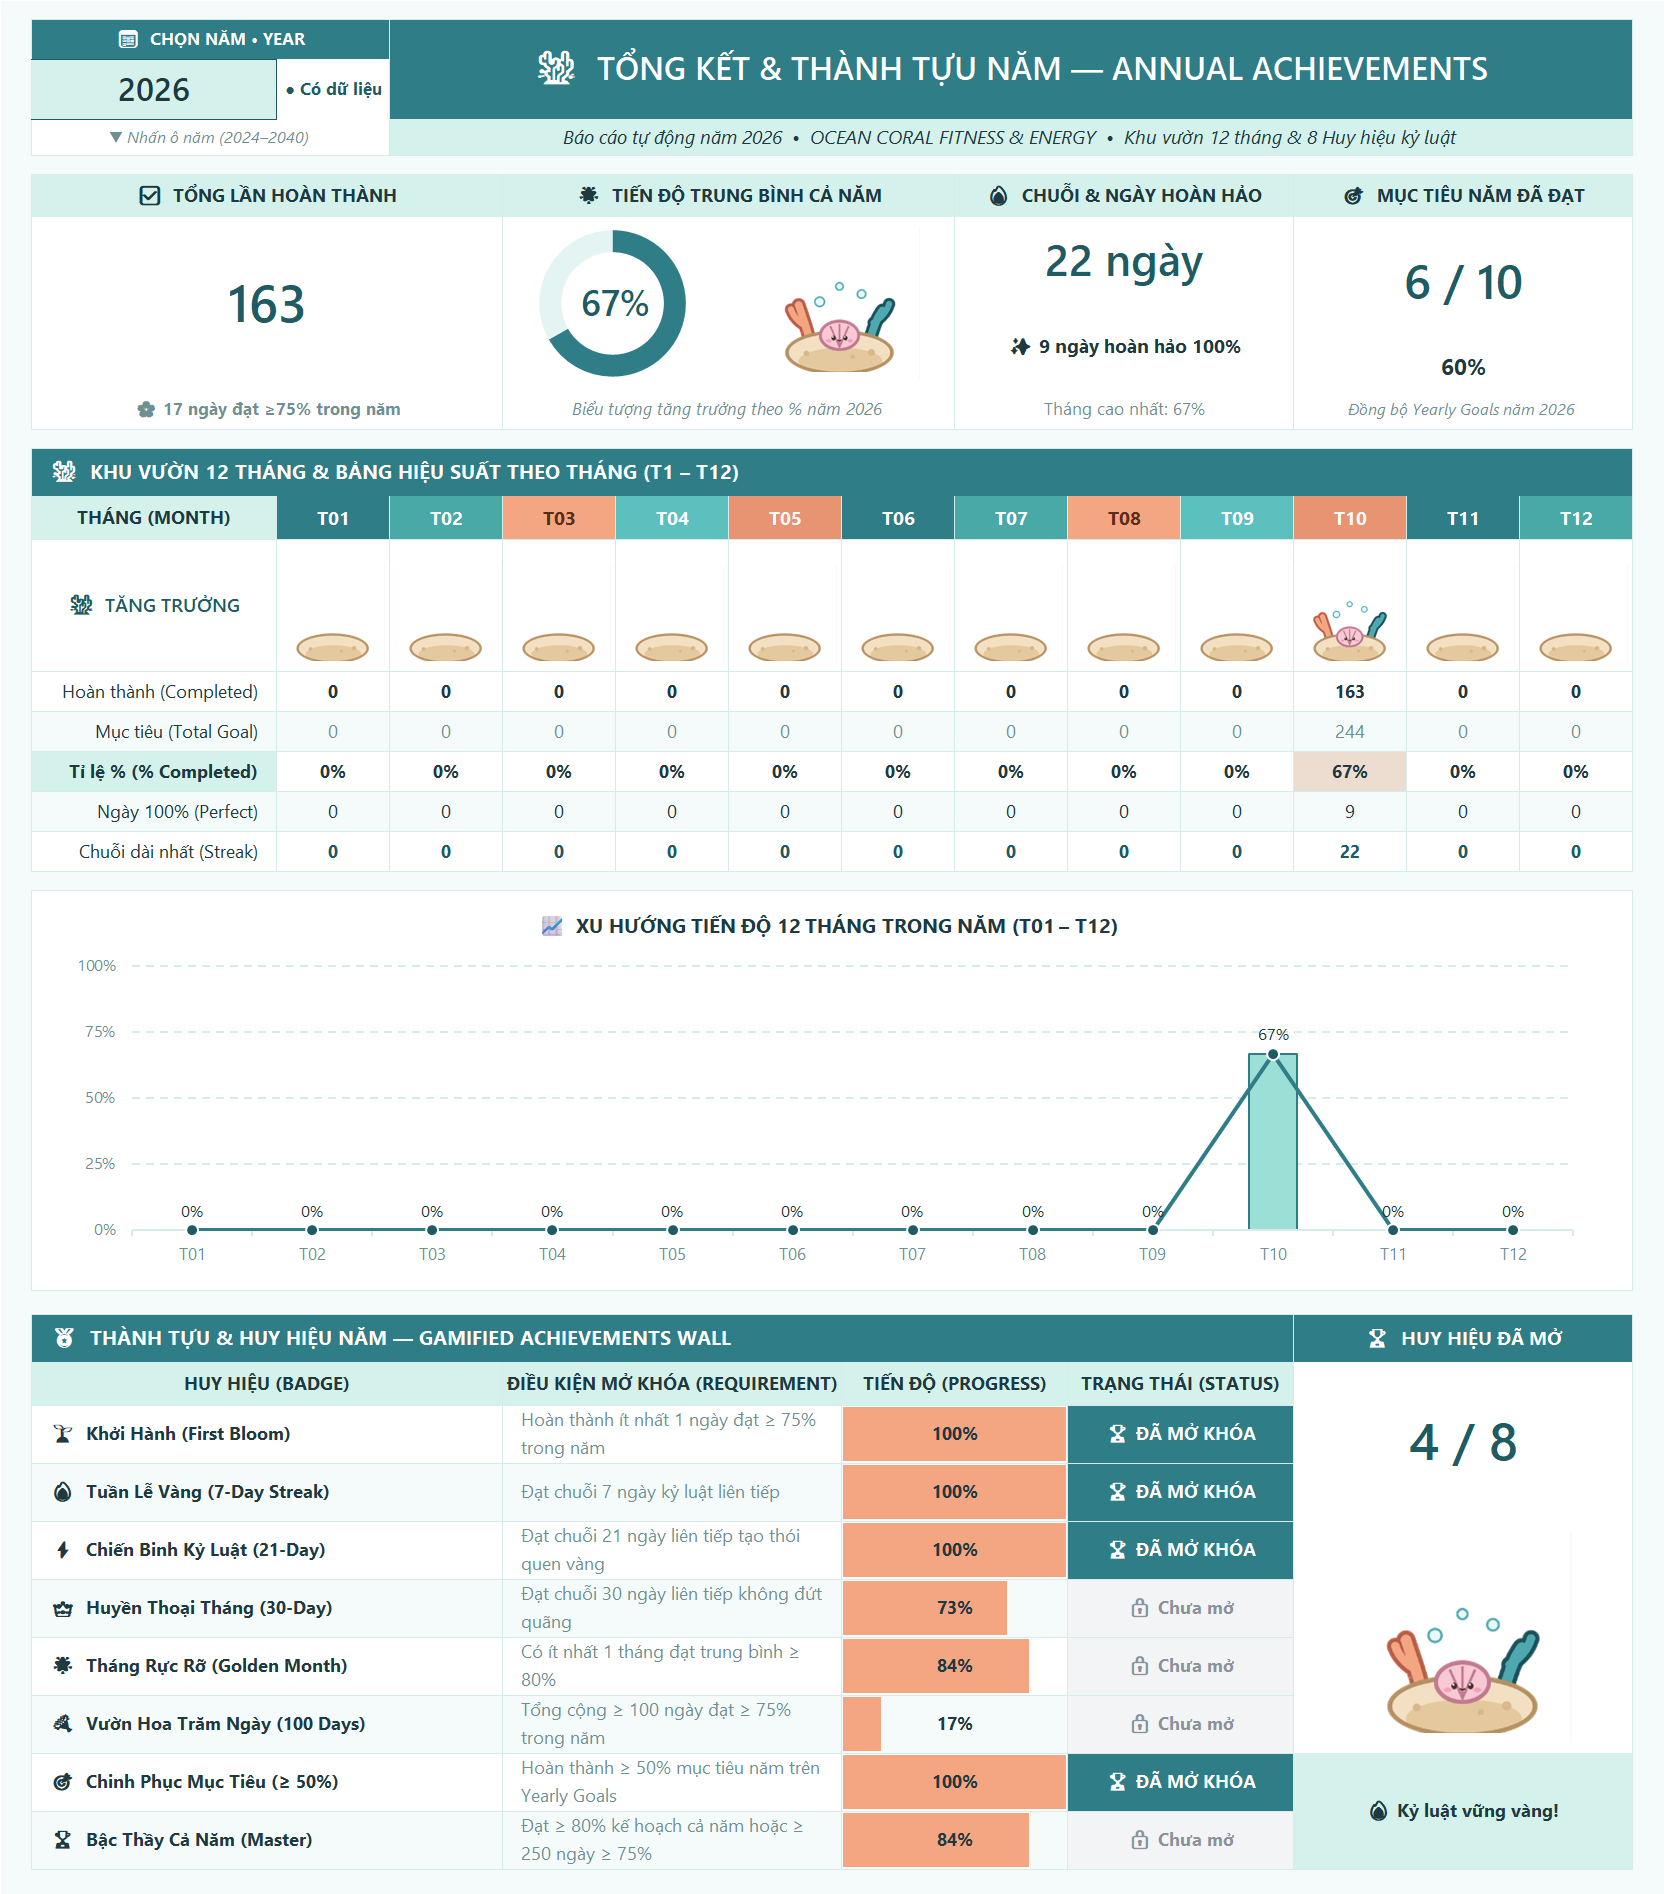 CHỌN NĂM • YEAR
2026
● Có dữ liệu
▼ Nhấn ô năm (2024–2040)
TỔNG KẾT & THÀNH TỰU NĂM — ANNUAL ACHIEVEMENTS
Báo cáo tự động năm 2026 • OCEAN CORAL FITNESS & ENERGY • Khu vườn 12 tháng & 8 Huy hiệu kỷ luật
TỔNG LẦN HOÀN THÀNH
163
17 ngày đạt ≥75% trong năm
TIẾN ĐỘ TRUNG BÌNH CẢ NĂM
67%
Biểu tượng tăng trưởng theo % năm 2026
CHUỖI & NGÀY HOÀN HẢO
22 ngày
9 ngày hoàn hảo 100%
Tháng cao nhất: 67%
MỤC TIÊU NĂM ĐÃ ĐẠT
6 / 10
60%
Đồng bộ Yearly Goals năm 2026
KHU VƯỜN 12 THÁNG & BẢNG HIỆU SUẤT THEO THÁNG (T1 – T12)
THÁNG (MONTH) T01 T02 T03 T04 T05 T06 T07 T08 T09 T10 T11 T12
TĂNG TRƯỞNG
Hoàn thành (Completed) 0 0 0 0 0 0 0 0 0 163 0 0
Mục tiêu (Total Goal) 0 0 0 0 0 0 0 0 0 244 0 0
Tỉ lệ % (% Completed) 0% 0% 0% 0% 0% 0% 0% 0% 0% 67% 0% 0%
Ngày 100% (Perfect) 0 0 0 0 0 0 0 0 0 9 0 0
Chuỗi dài nhất (Streak) 0 0 0 0 0 0 0 0 0 22 0 0
XU HƯỚNG TIẾN ĐỘ 12 THÁNG TRONG NĂM (T01 – T12)
100%
75%
67%
50%
25%
0% 0% 0% 0% 0% 0% 0% 0% 0% 0% 0%
0%
T01 T02 T03 T04 T05 T06 T07 T08 T09 T10 T11 T12
THÀNH TỰU & HUY HIỆU NĂM — GAMIFIED ACHIEVEMENTS WALL
HUY HIỆU (BADGE) ĐIỀU KIỆN MỞ KHÓA (REQUIREMENT) TIẾN ĐỘ (PROGRESS) TRẠNG THÁI (STATUS)
Khởi Hành (First Bloom)
Hoàn thành ít nhất 1 ngày đạt ≥ 75%
trong năm
100%
ĐÃ MỞ KHÓA
Tuần Lễ Vàng (7-Day Streak)
Đạt chuỗi 7 ngày kỷ luật liên tiếp
100%
ĐÃ MỞ KHÓA
Chiến Binh Kỷ Luật (21-Day)
Đạt chuỗi 21 ngày liên tiếp tạo thói
quen vàng
100%
ĐÃ MỞ KHÓA
Huyền Thoại Tháng (30-Day)
Đạt chuỗi 30 ngày liên tiếp không đứt
quãng
73%
Chưa mở
Tháng Rực Rỡ (Golden Month)
Có ít nhất 1 tháng đạt trung bình ≥
80%
84%
Chưa mở
Vườn Hoa Trăm Ngày (100 Days)
Tổng cộng ≥ 100 ngày đạt ≥ 75%
trong năm
17%
Chưa mở
Chinh Phục Mục Tiêu (≥ 50%)
Hoàn thành ≥ 50% mục tiêu năm trên
Yearly Goals
100%
ĐÃ MỞ KHÓA
Bậc Thầy Cả Năm (Master)
Đạt ≥ 80% kế hoạch cả năm hoặc ≥
250 ngày ≥ 75%
84%
Chưa mở
HUY HIỆU ĐÃ MỞ
4 / 8
Kỷ luật vững vàng!